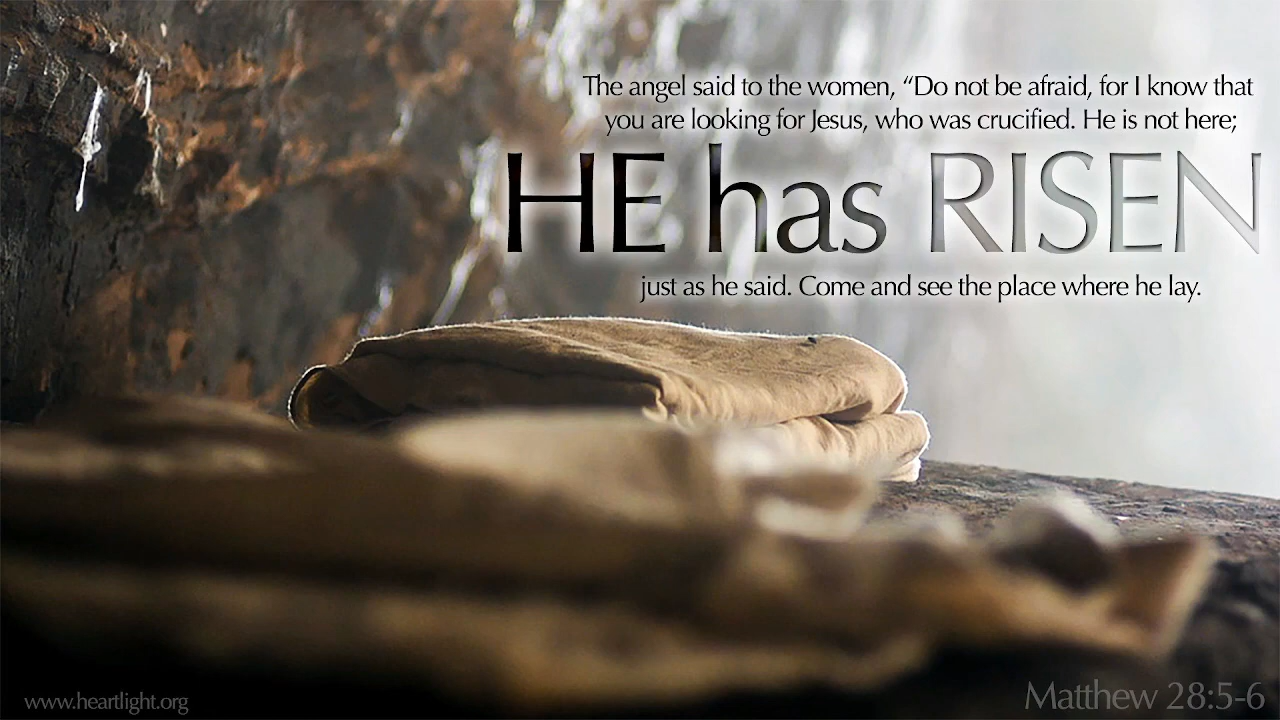 The angel said to the women, “Do not be afraid, for I know that
you are looking for Jesus, who was crucified. He is not here;
HE has RISEN
just as he said. Come and see the place where he lay.
www.heartlight.org
Matthew 28:5-6